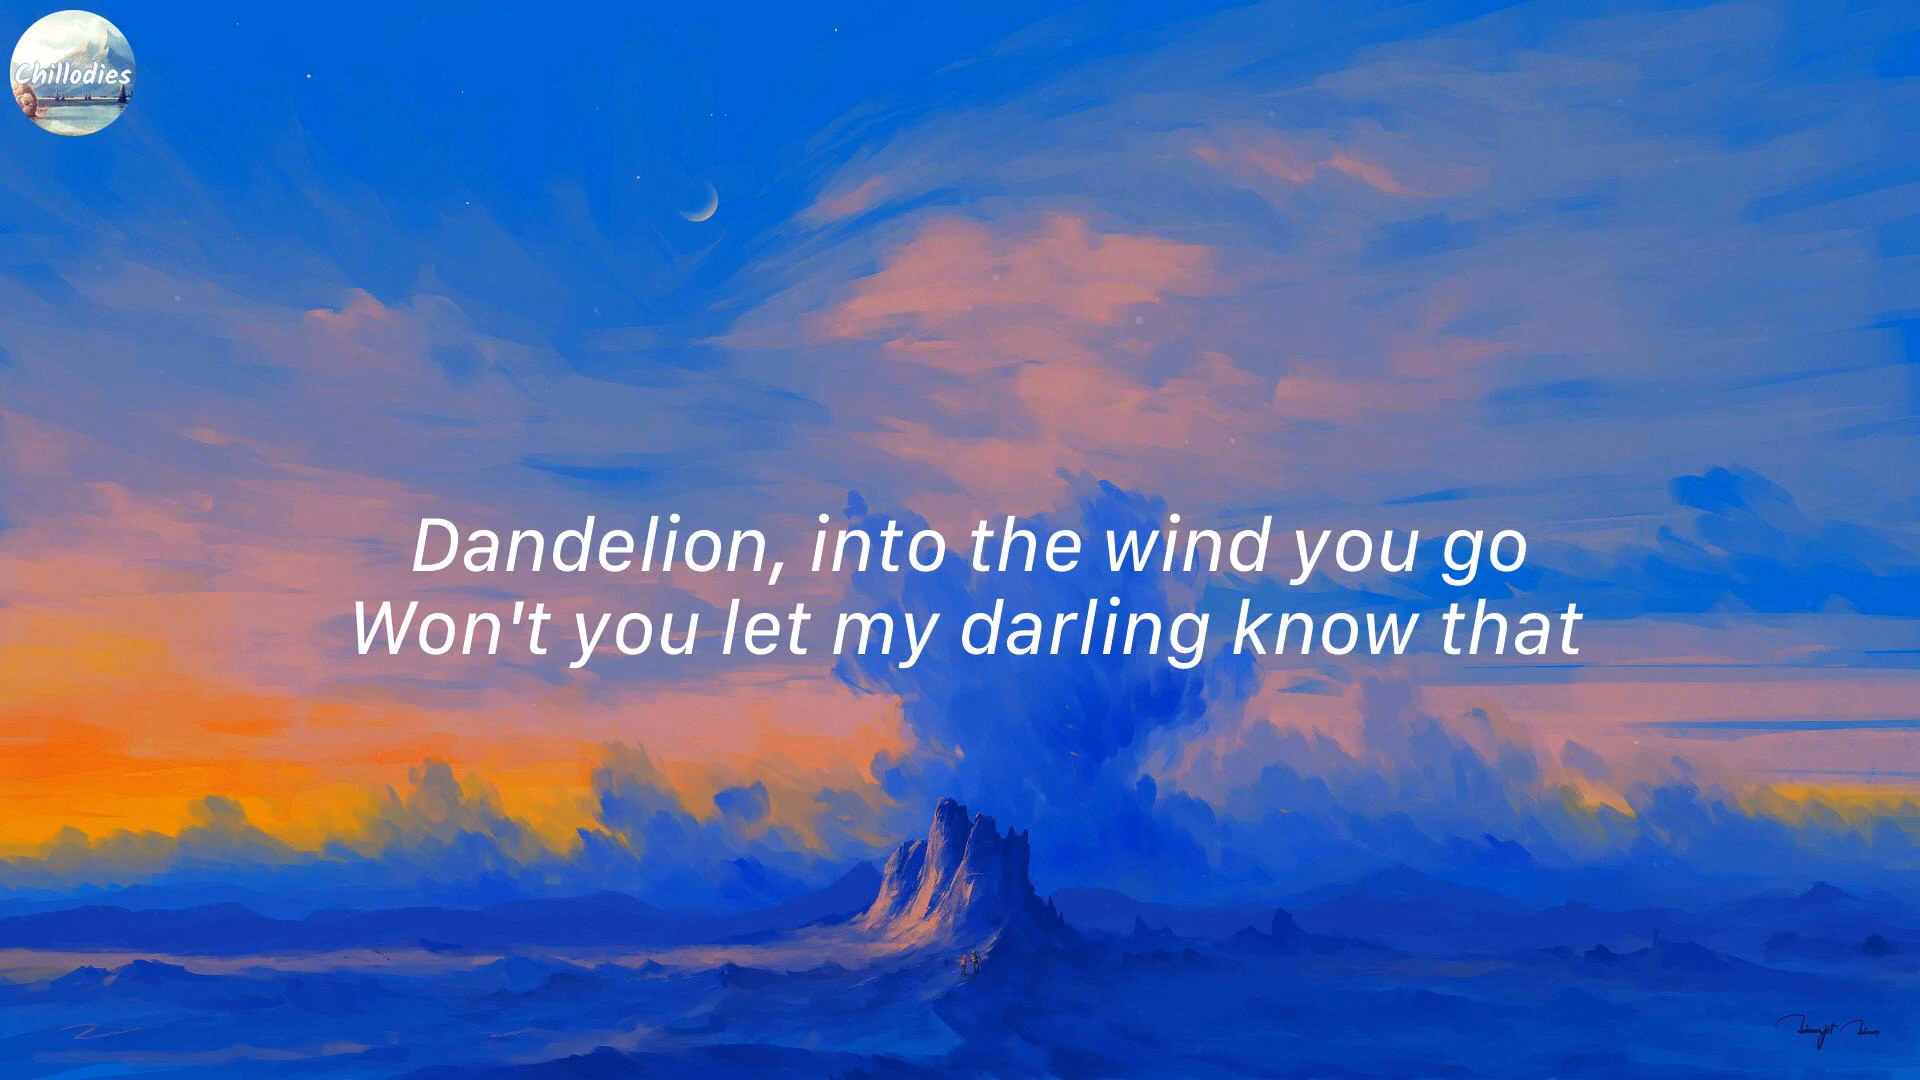 Chillodies
Dandelion, into the wind you go
Won't you let my darling know that